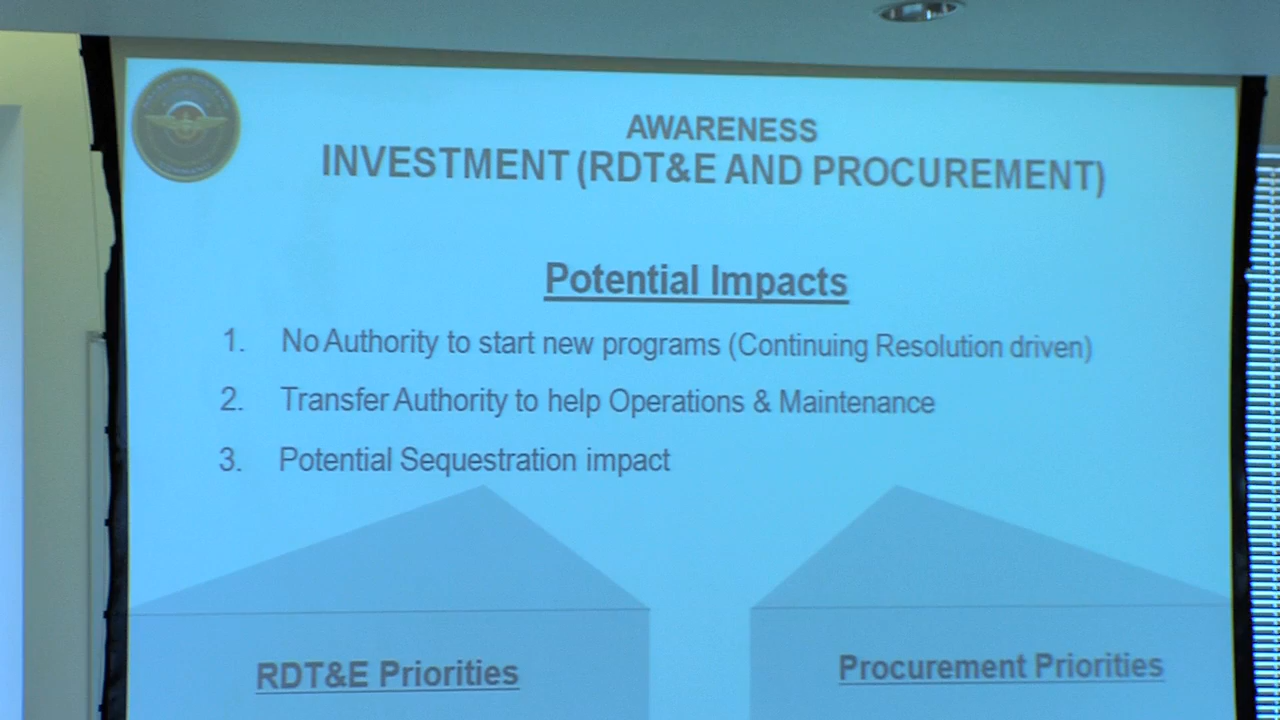 AWARENESS
INVESTMENT (RDT&E AND PROCUREMENT)
Potential Impacts
1. No Authority to start new programs (Continuing Resolution driven)
2. Transfer Authority to help Operations & Maintenance
3. Potential Sequestration impact
RDT&E Priorities
Procurement Priorities